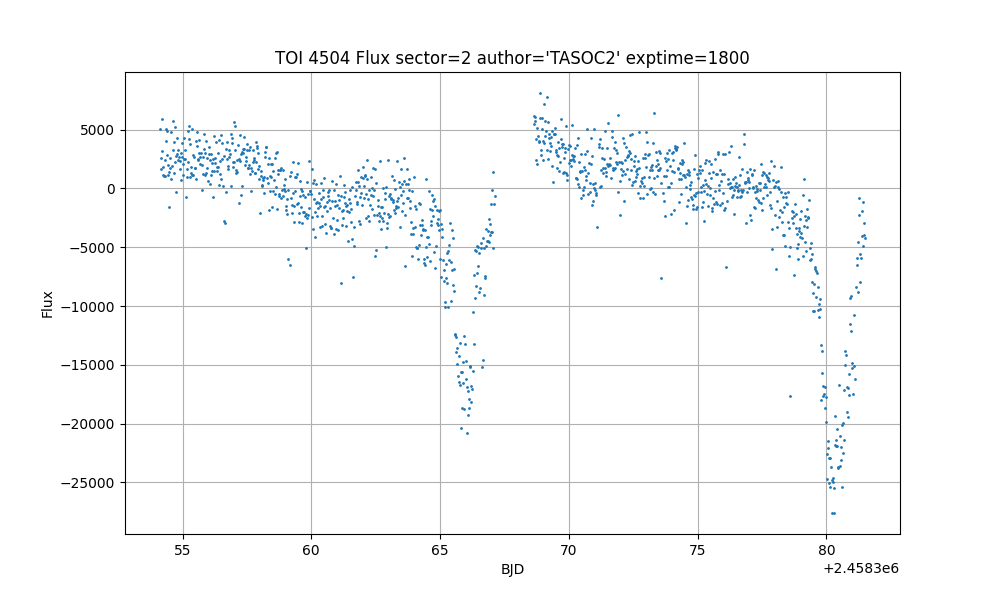 TOI 4504 Flux sector=2 author='TASOC2' exptime=1800
5000
0
−5000
−10000
−15000
−20000
−25000
Flux
55 60 65 70 75 80
BJD
+2.4583e6